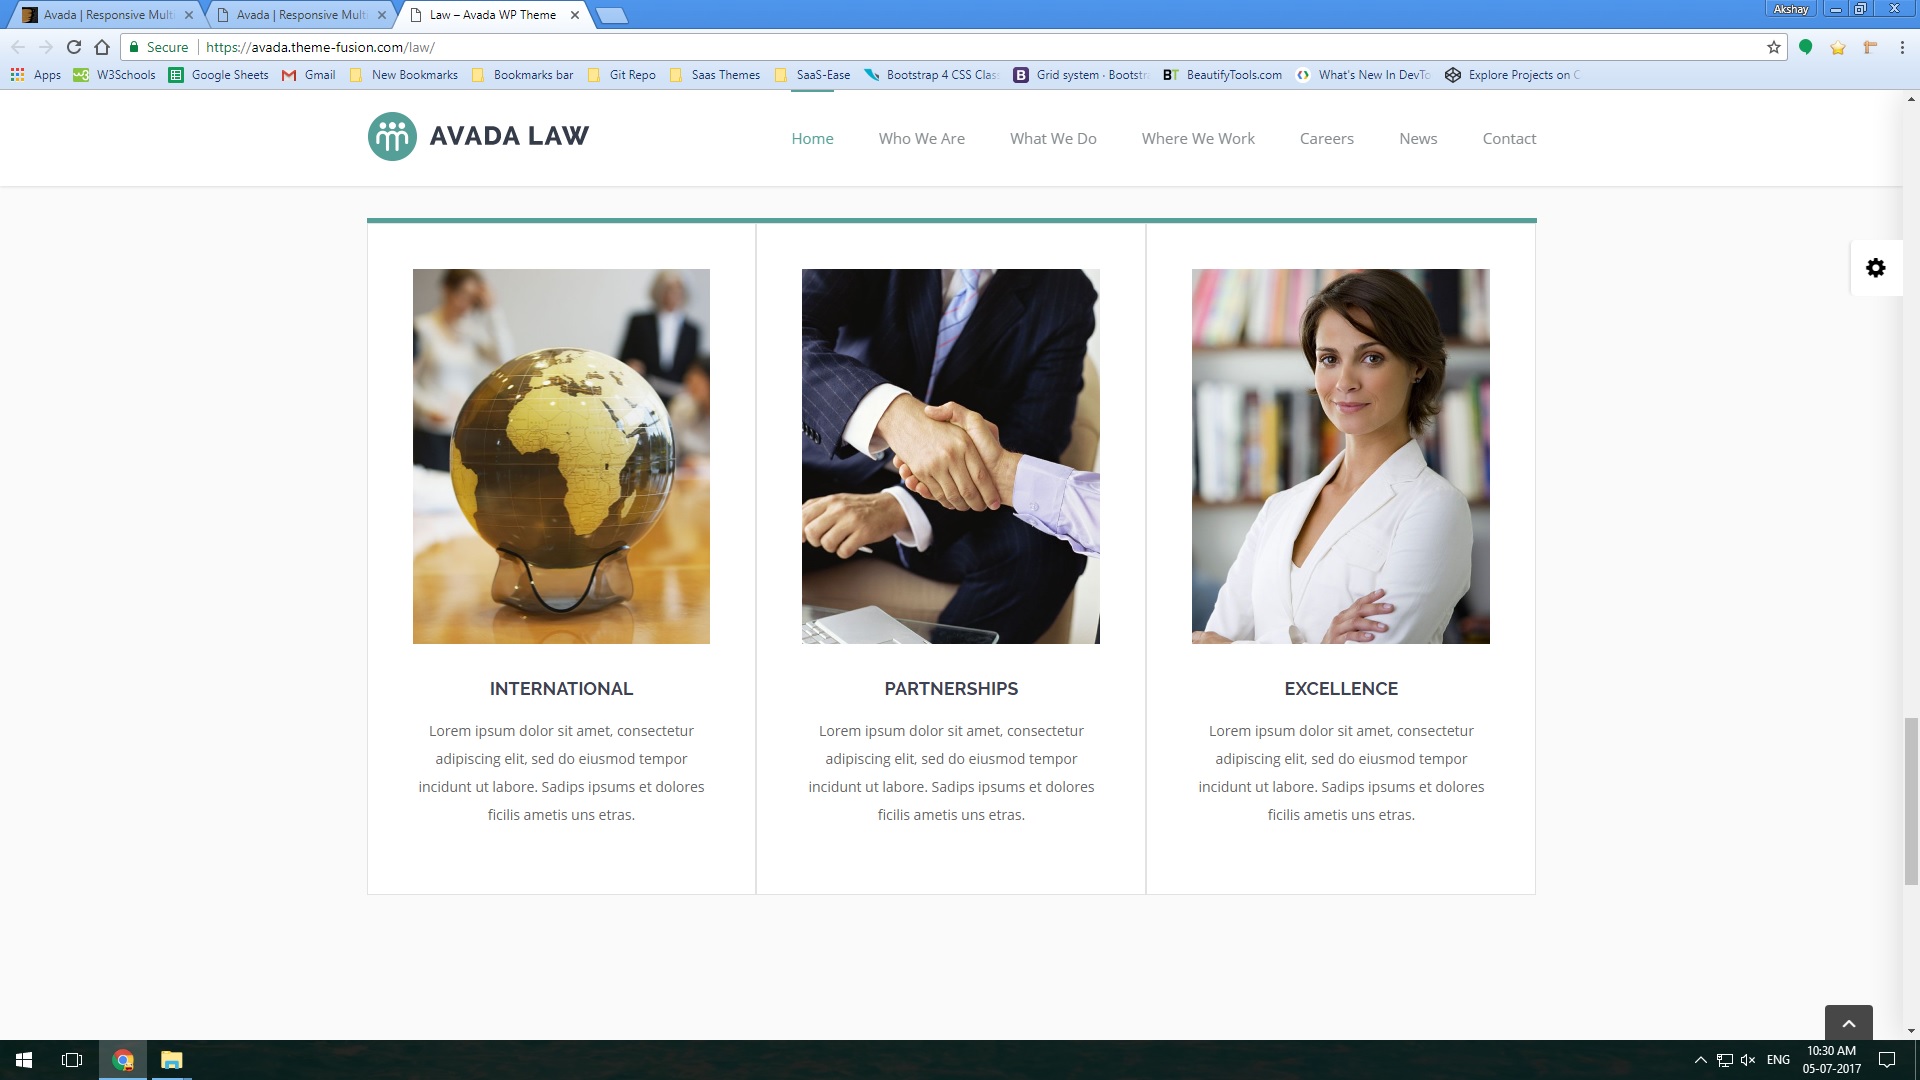 Avada | Responsive Multi
Avada | Responsive Multi
Law – Avada WP Theme
Akshay
Secure
https://avada.theme-fusion.com/law/
Apps
W3Schools
Google Sheets
Gmail
New Bookmarks
Bookmarks bar
Git Repo
Saas Themes
SaaS-Ease
Bootstrap 4 CSS Clas
Grid system · Bootstr
BeautifyTools.com
What's New In DevTo
Explore Projects on C
AVADA LAW
Home
Who We Are
What We Do
Where We Work
Careers
News
Contact
INTERNATIONAL
Lorem ipsum dolor sit amet, consectetur
adipiscing elit, sed do eiusmod tempor
incidunt ut labore. Sadips ipsums et dolores
ficilis ametis uns etras.
PARTNERSHIPS
Lorem ipsum dolor sit amet, consectetur
adipiscing elit, sed do eiusmod tempor
incidunt ut labore. Sadips ipsums et dolores
ficilis ametis uns etras.
EXCELLENCE
Lorem ipsum dolor sit amet, consectetur
adipiscing elit, sed do eiusmod tempor
incidunt ut labore. Sadips ipsums et dolores
ficilis ametis uns etras.
ENG
10:30 AM
05-07-2017